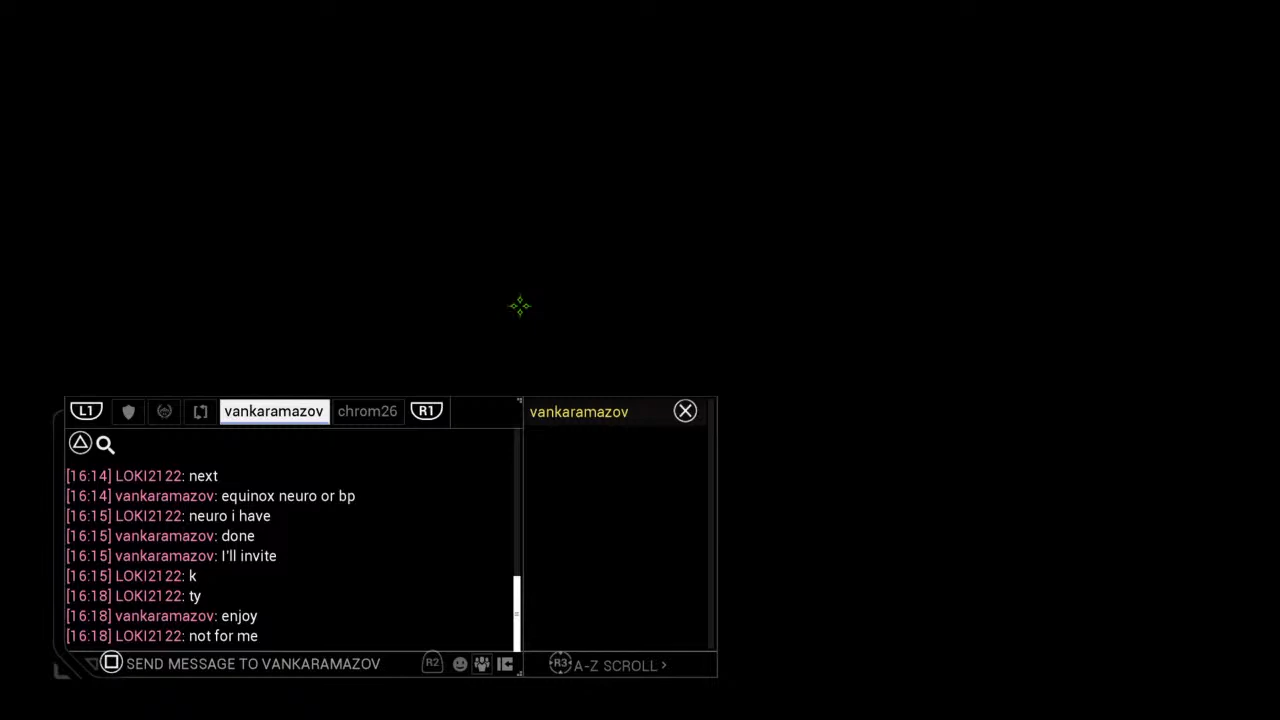 L1 vankaramazov chrom26 R1 vankaramazov
[16:14] LOKI2122: next
[16:14] vankaramazov: equinox neuro or bp
[16:15] LOKI2122: neuro i have
[16:15] vankaramazov: done
[16:15] vankaramazov: I'll invite
[16:15] LOKI2122: k
[16:18] LOKI2122: ty
[16:18] vankaramazov: enjoy
[16:18] LOKI2122: not for me
SEND MESSAGE TO VANKARAMAZOV R2 R3 A-Z SCROLL >